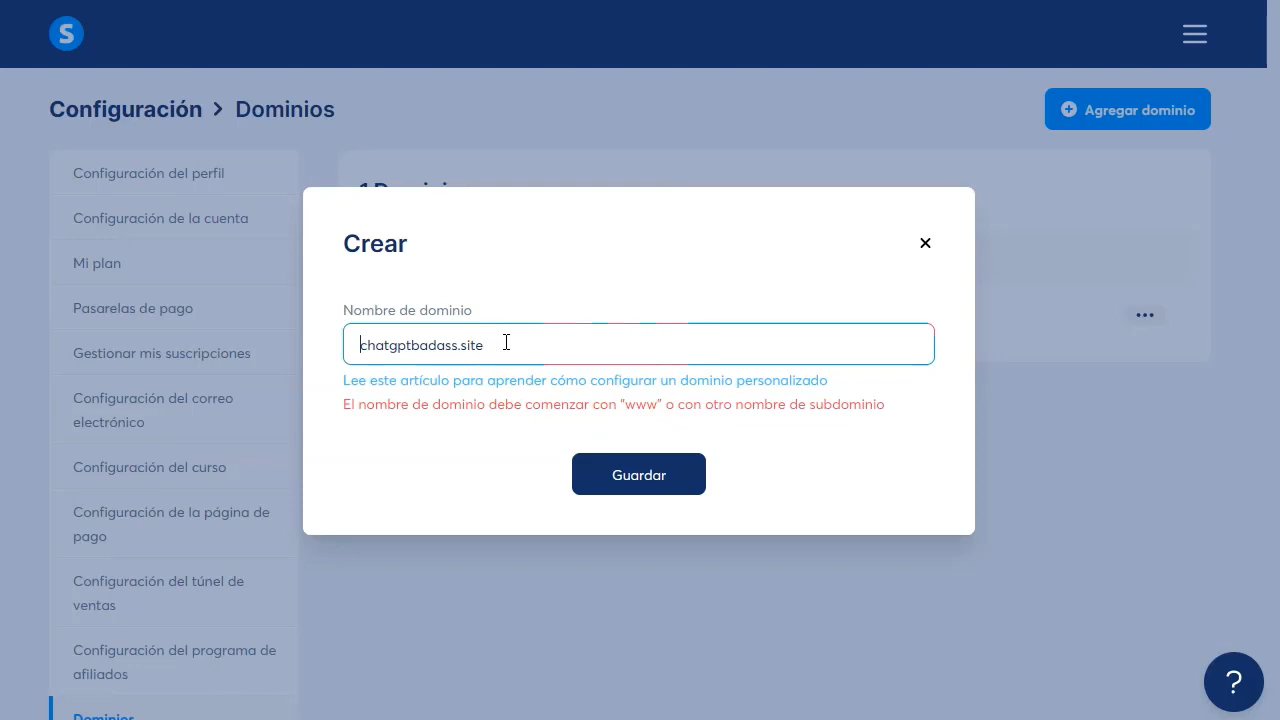 S
Configuración > Dominios
Agregar dominio
Configuración del perfil
Configuración de la cuenta
Mi plan
Pasarelas de pago
Gestionar mis suscripciones
Configuración del correo
electrónico
Configuración del curso
Configuración de la página de
pago
Configuración del túnel de
ventas
Configuración del programa de
afiliados
Dominios
Crear
Nombre de dominio
chatgptbadass.site
Lee este artículo para aprender cómo configurar un dominio personalizado
El nombre de dominio debe comenzar con "www" o con otro nombre de subdominio
Guardar
?